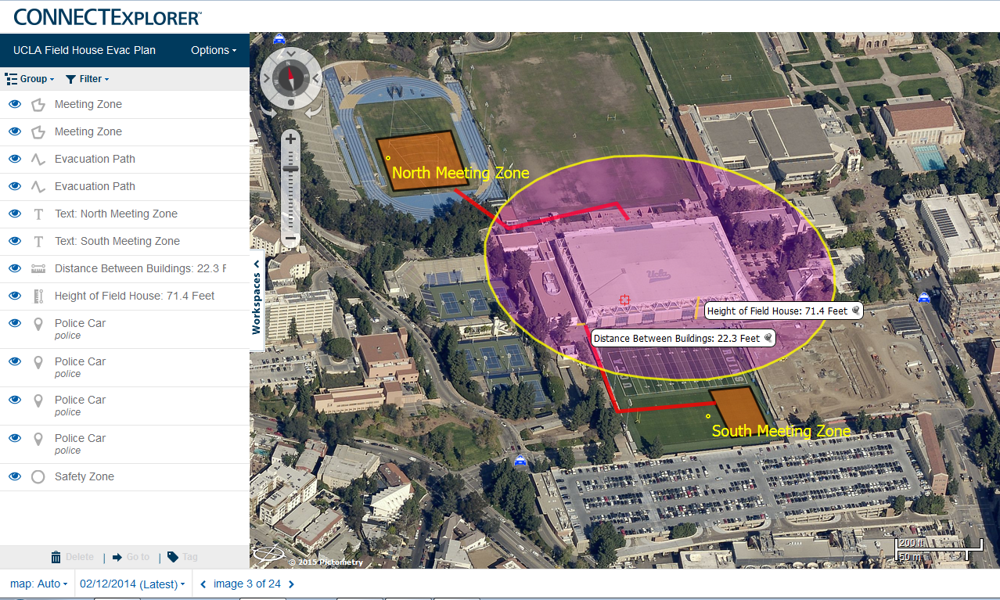 CONNECTEXPLORER™
UCLA Field House Evac Plan
Options
Group
Filter
Meeting Zone
Meeting Zone
Evacuation Path
Evacuation Path
Text: North Meeting Zone
Text: South Meeting Zone
Distance Between Buildings: 22.3 F
Height of Field House: 71.4 Feet
Police Car
police
Police Car
police
Police Car
police
Police Car
police
Safety Zone
Delete
Go to
Tag
map: Auto
02/12/2014 (Latest)
image 3 of 24
Workspaces
N
North Meeting Zone
Ucla
Height of Field House: 71.4 Feet
Distance Between Buildings: 22.3 Feet
BRUINS
UCLA
South Meeting Zone
© 2015 Pictometry
200 ft
50 m